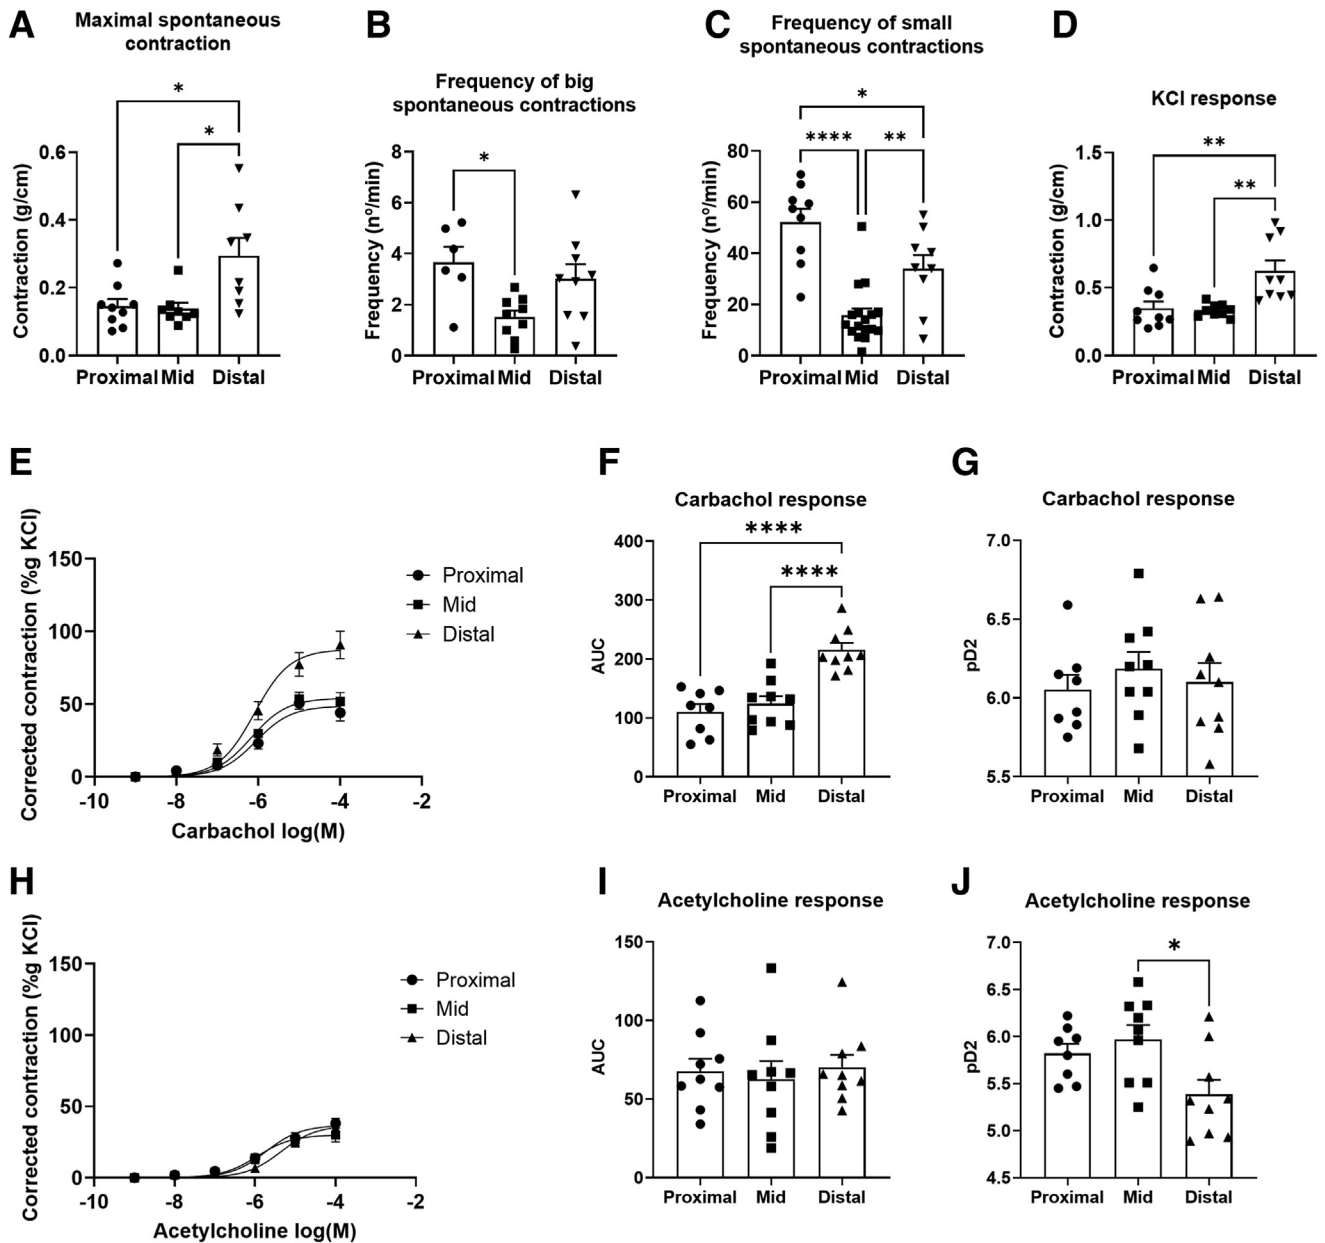 A
Maximal spontaneous
contraction
*
*
Contraction (g/cm)
0.6
0.4
0.2
0.0
Proximal Mid Distal
B
Frequency of big
spontaneous contractions
*
Frequency (nº/min)
8
6
4
2
0
Proximal Mid Distal
C
Frequency of small
spontaneous contractions
*
**** **
Frequency (nº/min)
80
60
40
20
0
Proximal Mid Distal
D
KCl response
**
**
Contraction (g/cm)
1.5
1.0
0.5
0.0
Proximal Mid Distal
E
Corrected contraction (%g KCl)
150
100
50
0
-10 -8 -6 -4 -2
Carbachol log(M)
Proximal
Mid
Distal
F
Carbachol response
****
****
AUC
400
300
200
100
0
Proximal Mid Distal
G
Carbachol response
pD2
7.0
6.5
6.0
5.5
Proximal Mid Distal
H
Corrected contraction (%g KCl)
150
100
50
0
-10 -8 -6 -4 -2
Acetylcholine log(M)
Proximal
Mid
Distal
I
Acetylcholine response
AUC
150
100
50
0
Proximal Mid Distal
J
Acetylcholine response
*
pD2
7.0
6.5
6.0
5.5
5.0
4.5
Proximal Mid Distal